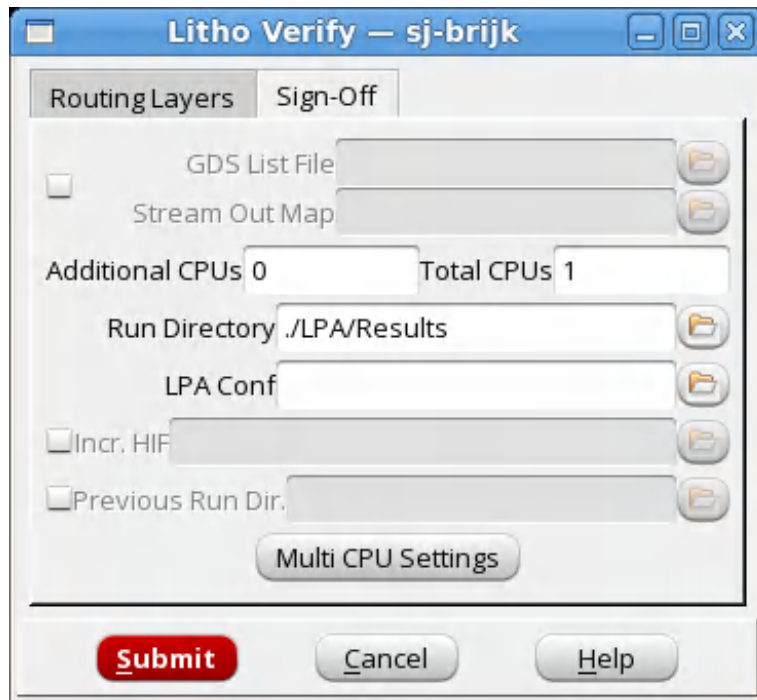 Litho Verify — sj-brijk
Routing Layers Sign-Off
GDS List File
Stream Out Map
Additional CPUs 0 Total CPUs 1
Run Directory ./LPA/Results
LPA Conf
Incr. HIF
Previous Run Dir.
Multi CPU Settings
Submit Cancel Help